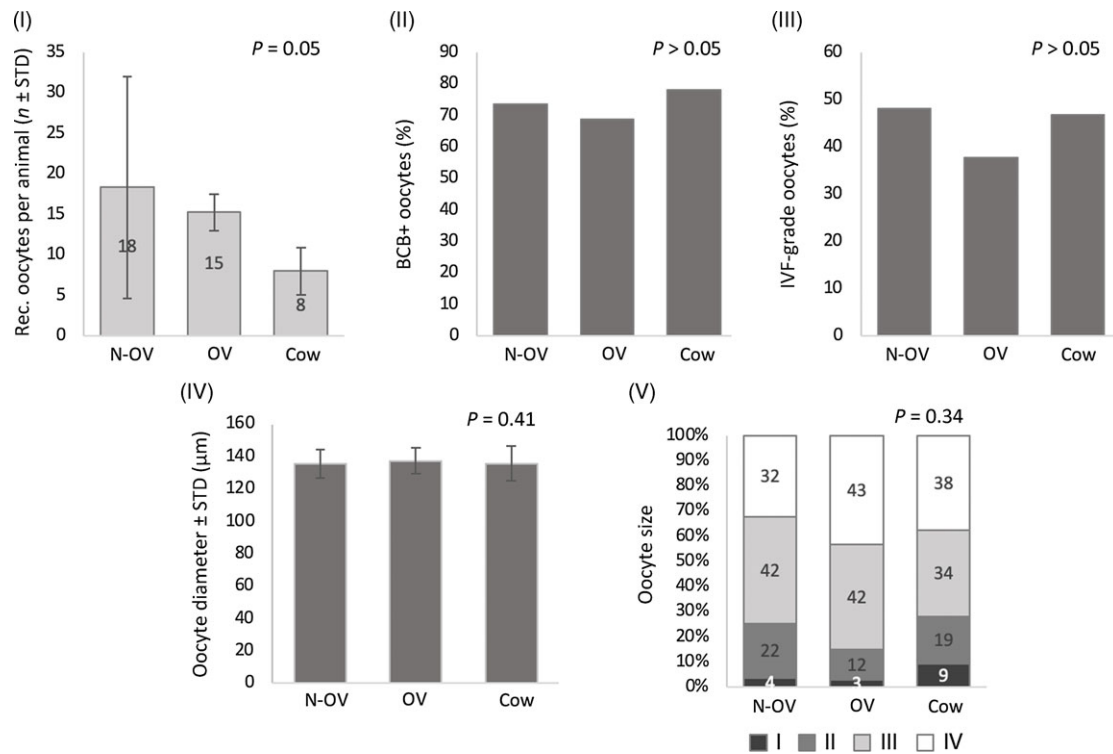 (I)
P = 0.05
Rec. oocytes per animal (n ± STD)
35
30
25
20
15
10
5
0
18
15
8
N-OV OV Cow
(II)
P > 0.05
BCB+ oocytes (%)
90
80
70
60
50
40
30
20
10
0
N-OV OV Cow
(III)
P > 0.05
IVF-grade oocytes (%)
60
50
40
30
20
10
0
N-OV OV Cow
(IV)
P = 0.41
Oocyte diameter ± STD (µm)
160
140
120
100
80
60
40
20
0
N-OV OV Cow
(V)
P = 0.34
Oocyte size
100%
90%
80%
70%
60%
50%
40%
30%
20%
10%
0%
32 43 38
42 42 34
22 12 19
4 3 9
N-OV OV Cow
I II III IV